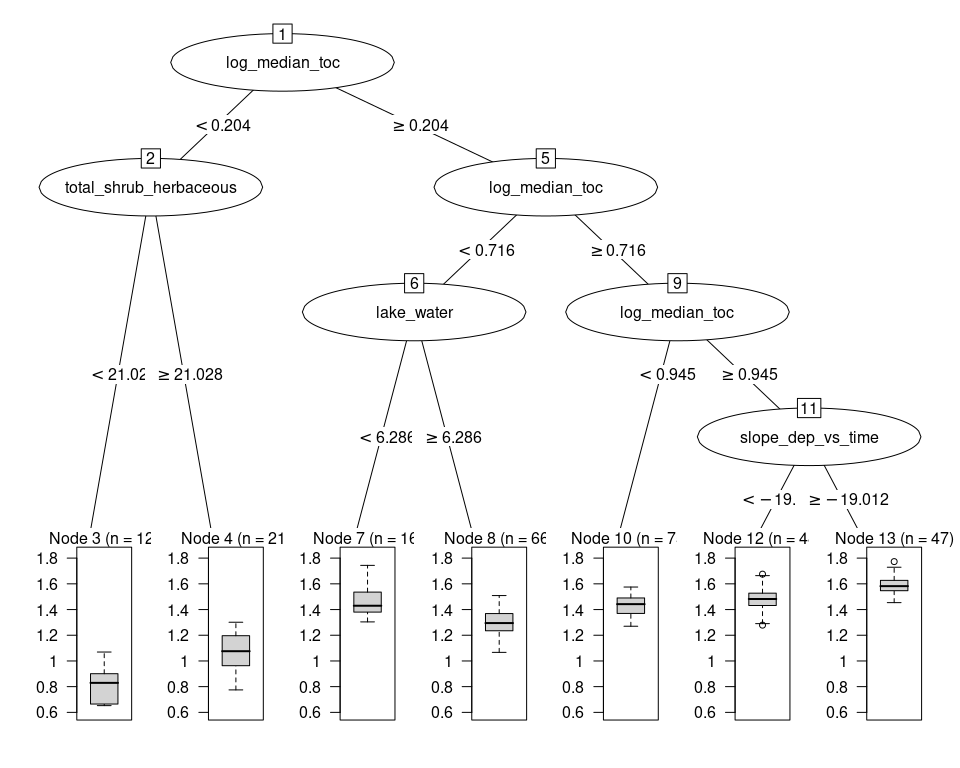 1
log_median_toc
< 0.204
≥ 0.204
2
total_shrub_herbaceous
5
log_median_toc
< 0.716
≥ 0.716
6
lake_water
9
log_median_toc
< 21.02
≥ 21.028
< 0.945
≥ 0.945
11
slope_dep_vs_time
< 6.286
≥ 6.286
< −19.
≥ −19.012
Node 3 (n = 12
Node 4 (n = 21
Node 7 (n = 16
Node 8 (n = 66
Node 10 (n = 7
Node 12 (n = 4
Node 13 (n = 47)
1.8 1.8 1.8 1.8 1.8 1.8 1.8
1.6 1.6 1.6 1.6 1.6 1.6 1.6
1.4 1.4 1.4 1.4 1.4 1.4 1.4
1.2 1.2 1.2 1.2 1.2 1.2 1.2
1 1 1 1 1 1 1
0.8 0.8 0.8 0.8 0.8 0.8 0.8
0.6 0.6 0.6 0.6 0.6 0.6 0.6